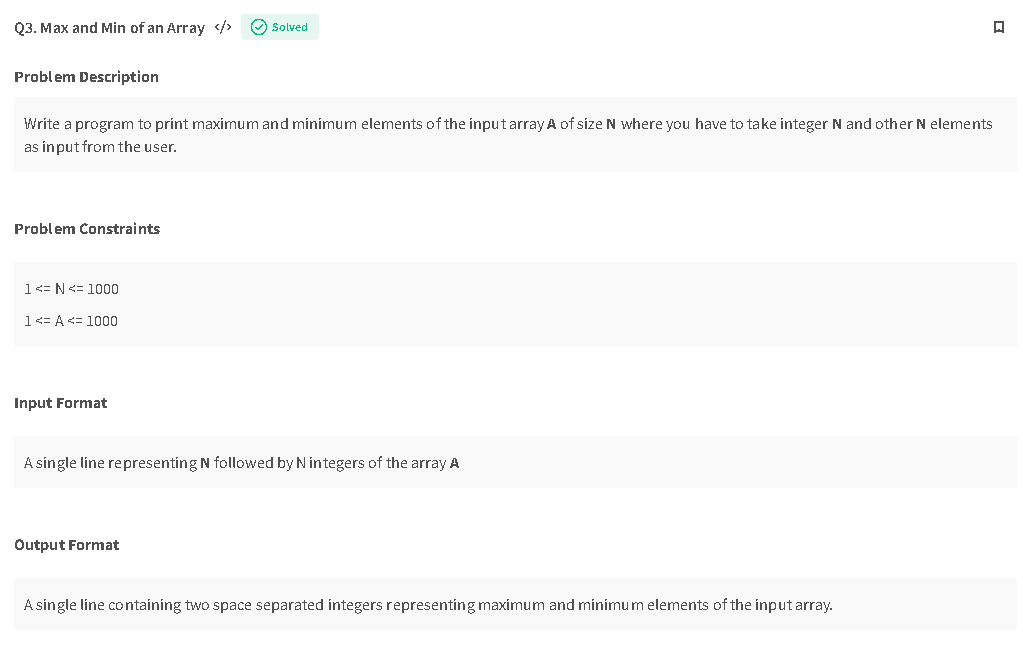 Q3. Max and Min of an Array </> Solved
Problem Description
Write a program to print maximum and minimum elements of the input array A of size N where you have to take integer N and other N elements
as input from the user.
Problem Constraints
1 <= N <= 1000
1 <= A <= 1000
Input Format
A single line representing N followed by N integers of the array A
Output Format
A single line containing two space separated integers representing maximum and minimum elements of the input array.